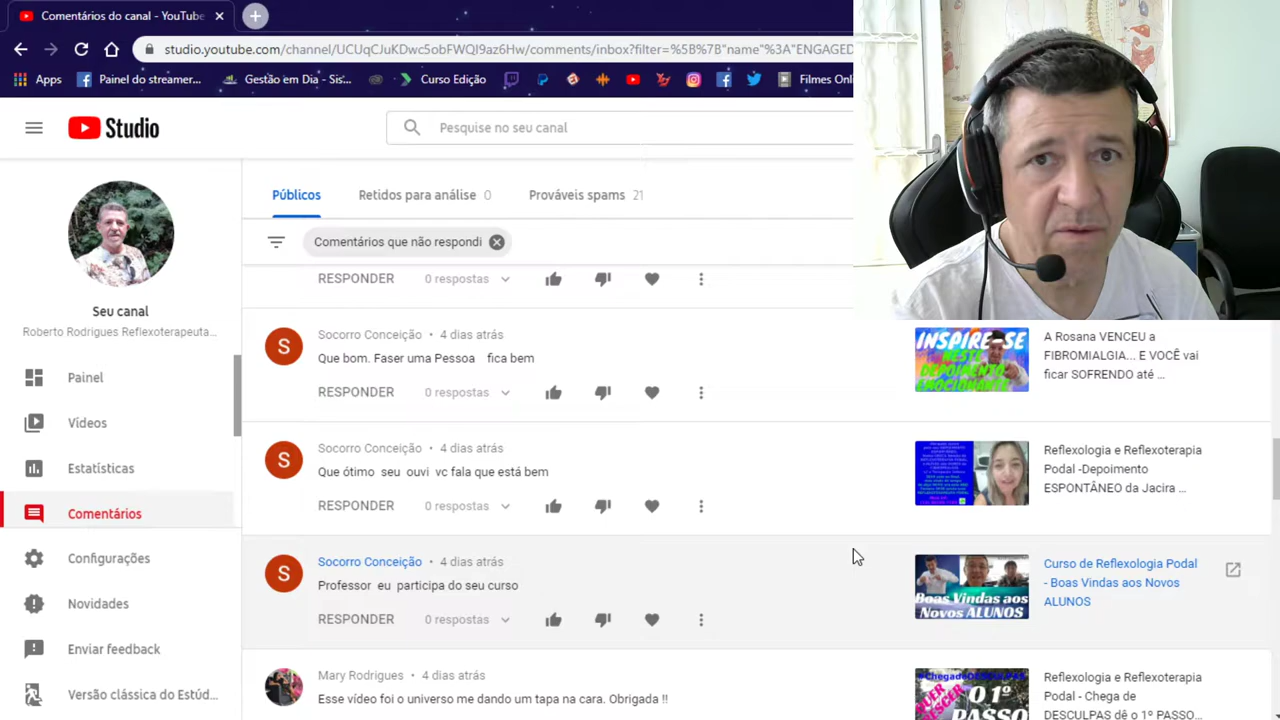 Comentários do canal - YouTube
studio.youtube.com/channel/UCUqCJuKDwc5obFWQI9az6Hw/comments/inbox?filter=%5B%7B"name"%3A"ENGAGED
Apps
Painel do streamer...
Gestão em Dia - Sis...
Curso Edição
Filmes Onl
Studio
Pesquise no seu canal
Seu canal
Roberto Rodrigues Reflexoterapeuta...
Painel
Vídeos
Estatísticas
Comentários
Configurações
Novidades
Enviar feedback
Versão clássica do Estúd...
Públicos
Retidos para análise 0
Prováveis spams 21
Comentários que não respondi
RESPONDER 0 respostas
S
Socorro Conceição • 4 dias atrás
Que bom. Faser uma Pessoa fica bem
RESPONDER 0 respostas
INSPIRE-SE
NESTE
DEPOIMENTO
EMOCIONANTE
A Rosana VENCEU a
FIBROMIALGIA... E VOCÊ vai
ficar SOFRENDO até ...
S
Socorro Conceição • 4 dias atrás
Que ótimo seu ouvi vc fala que está bem
RESPONDER 0 respostas
Reflexologia e Reflexoterapia
Podal -Depoimento
ESPONTÂNEO da Jacira ...
S
Socorro Conceição • 4 dias atrás
Professor eu participa do seu curso
RESPONDER 0 respostas
Boas Vindas aos
Novos ALUNOS
Curso de Reflexologia Podal
- Boas Vindas aos Novos
ALUNOS
Mary Rodrigues • 4 dias atrás
Esse vídeo foi o universo me dando um tapa na cara. Obrigada !!
#ChegadeDESCULPAS
QUER
DESCER
O 1º
PASSO
Reflexologia e Reflexoterapia
Podal - Chega de
DESCULPAS dê o 1º PASSO ...